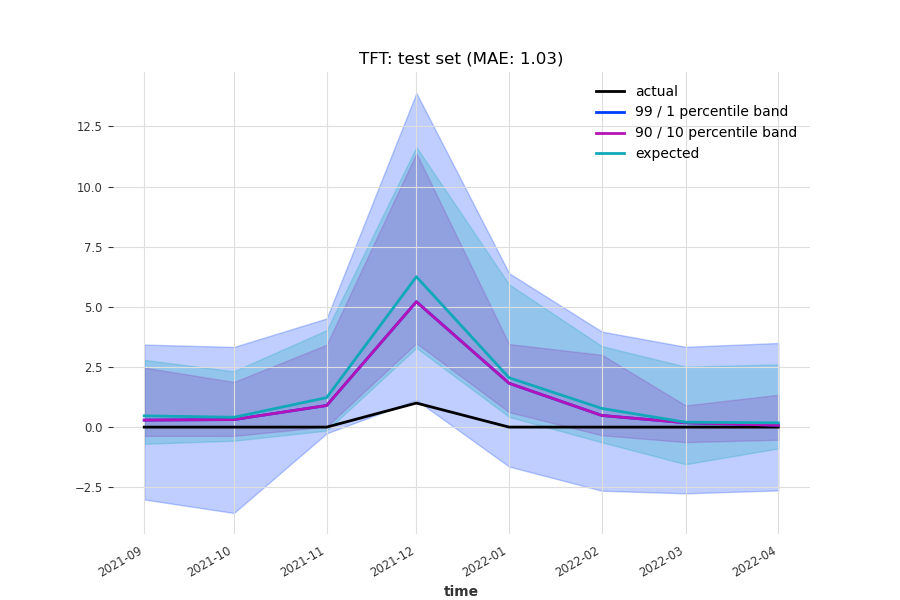 TFT: test set (MAE: 1.03)
actual
99 / 1 percentile band
90 / 10 percentile band
expected
12.5
10.0
7.5
5.0
2.5
0.0
−2.5
2021-09
2021-10
2021-11
2021-12
2022-01
2022-02
2022-03
2022-04
time